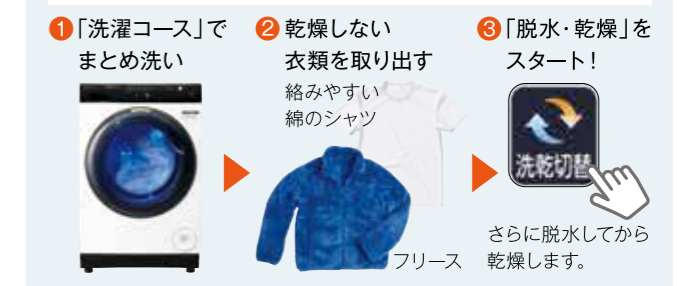 1「洗濯コース」で
まとめ洗い
2 乾燥しない
衣類を取り出す
絡みやすい
綿のシャツ
フリース
3「脱水・乾燥」を
スタート！
洗乾切替
さらに脱水してから
乾燥します。